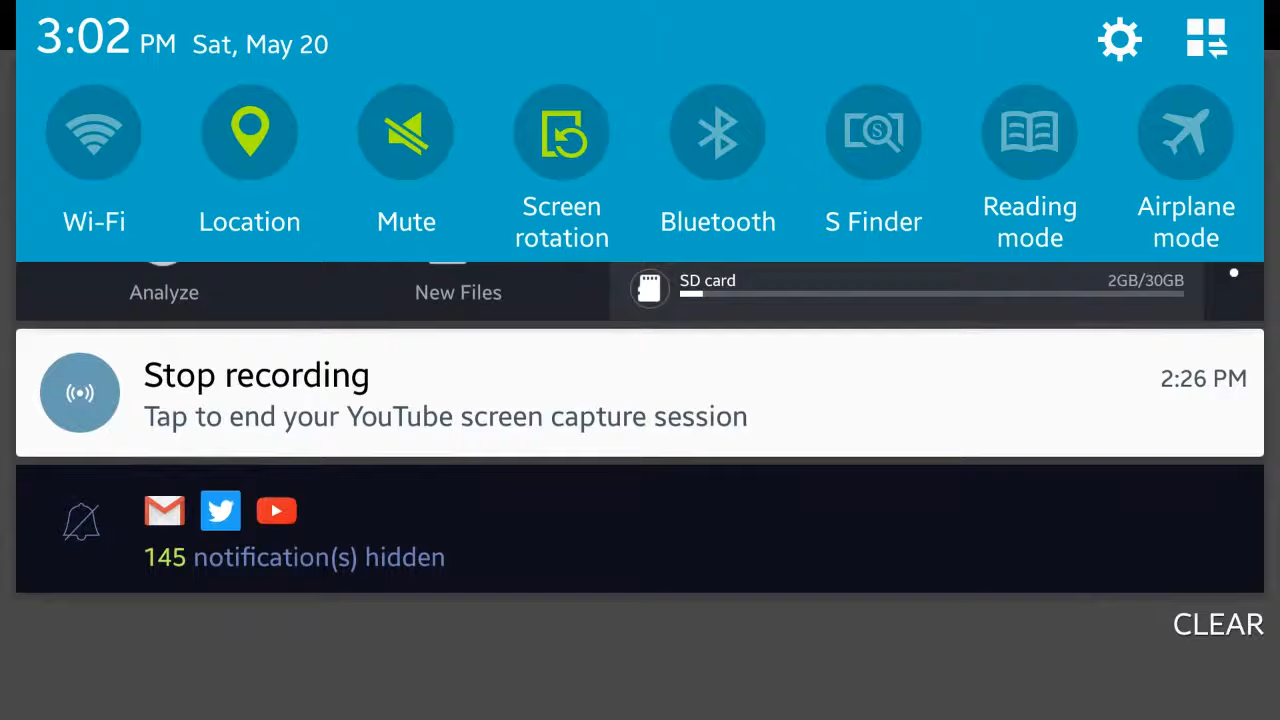 3:02 PM Sat, May 20
Wi-Fi
Location
Mute
Screen
rotation
Bluetooth
S Finder
Reading
mode
Airplane
mode
Analyze
New Files
SD card
2GB/30GB
Stop recording
2:26 PM
Tap to end your YouTube screen capture session
145 notification(s) hidden
CLEAR